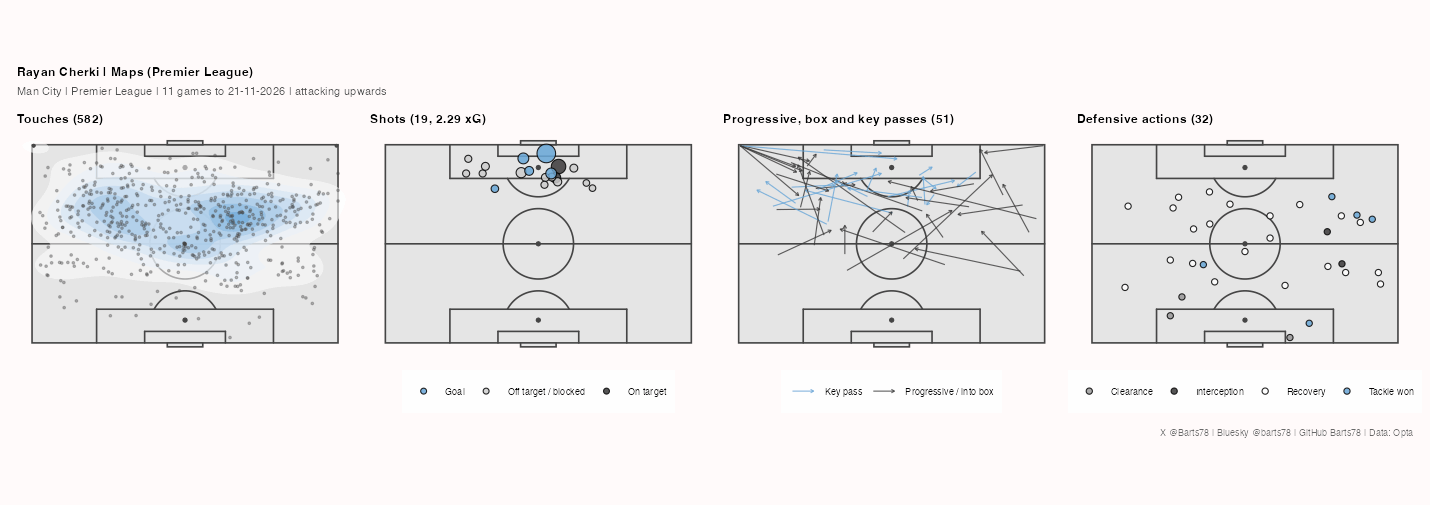 Rayan Cherki | Maps (Premier League)
Man City | Premier League | 11 games to 21-11-2026 | attacking upwards
Touches (582)
Shots (19, 2.29 xG)
Progressive, box and key passes (51)
Defensive actions (32)
Goal
Off target / blocked
On target
Key pass
Progressive / Into box
Clearance
Interception
Recovery
Tackle won
X @Barts78 | Bluesky @barts78 | GitHub Barts78 | Data: Opta